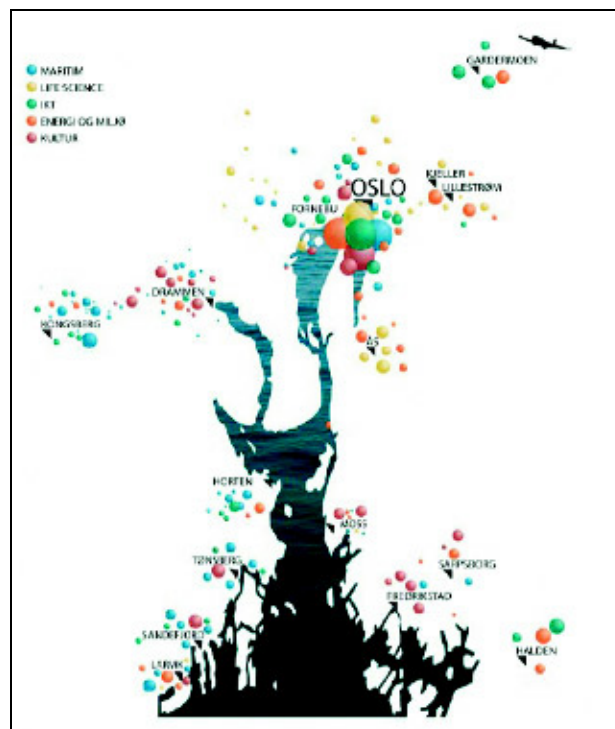 MARITIM
LIFE SCIENCE
IKT
ENERGI OG MILJØ
KULTUR
GARDERMOEN
KJELLER
LILLESTRØM
OSLO
FORNEBU
DRAMMEN
KONGSBERG
ÅS
HORTEN
MOSS
TØNSBERG
SARPSBORG
FREDRIKSTAD
SANDEFJORD
HALDEN
LARVIK